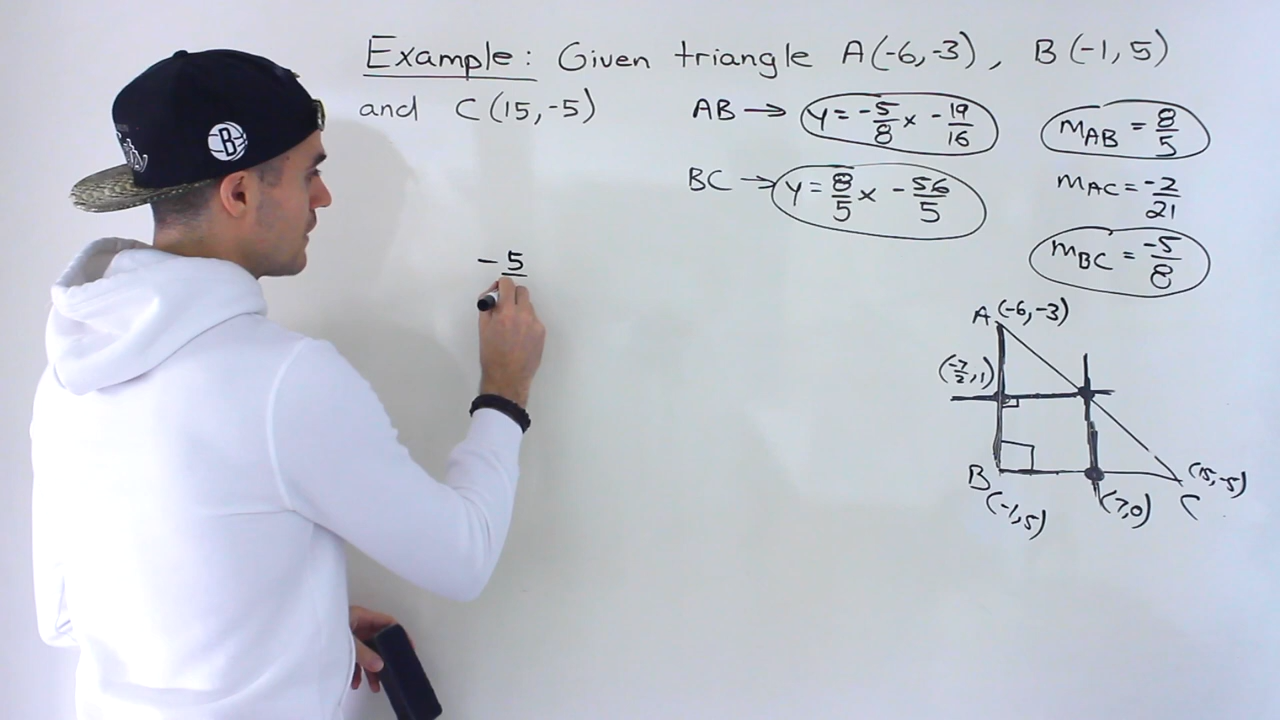 Example: Given triangle A(-6,-3), B(-1,5)
and C(15,-5)
AB → y = -5/8 x - 19/16
BC → y = 8/5 x - 56/5
mAB = 8/5
mAC = -2/21
mBC = -5/8
- 5
A (-6,-3)
(-7/2, 1)
B
(-1,5)
(7,0)
(15,-5)
C
B